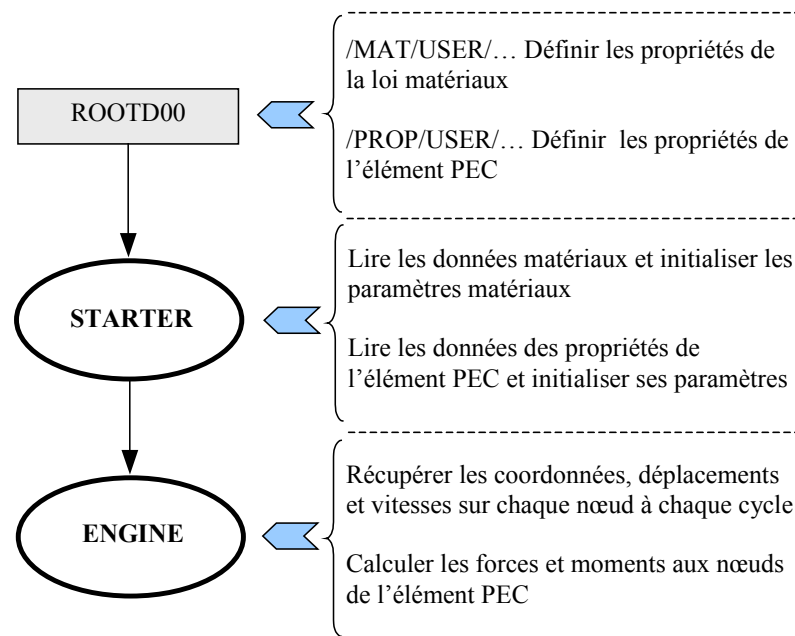 /MAT/USER/… Définir les propriétés de
la loi matériaux
ROOTD00
/PROP/USER/… Définir les propriétés de
l’élément PEC
Lire les données matériaux et initialiser les
paramètres matériaux
STARTER
Lire les données des propriétés de
l’élément PEC et initialiser ses paramètres
Récupérer les coordonnées, déplacements
et vitesses sur chaque nœud à chaque cycle
ENGINE
Calculer les forces et moments aux nœuds
de l’élément PEC